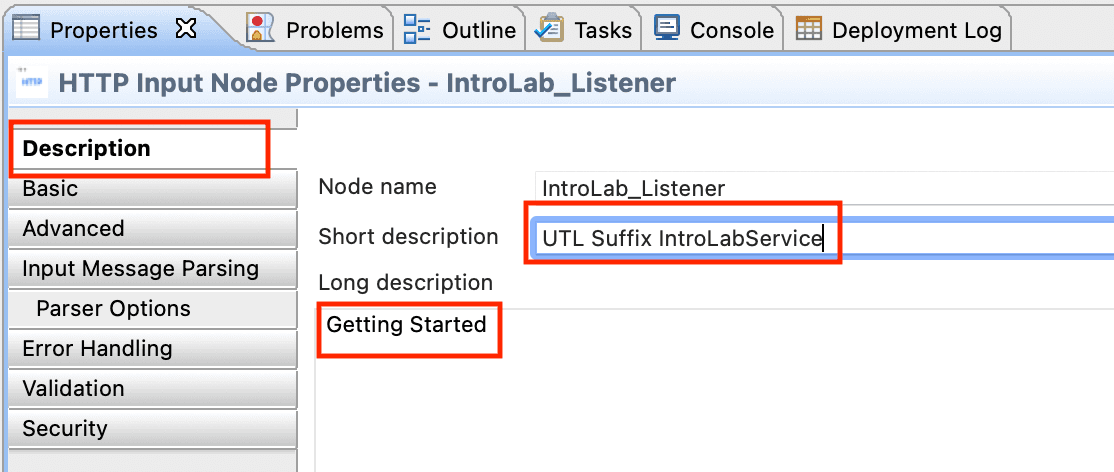 Properties Problems Outline Tasks Console Deployment Log
HTTP HTTP Input Node Properties - IntroLab_Listener
Description
Basic
Advanced
Input Message Parsing
Parser Options
Error Handling
Validation
Security
Node name IntroLab_Listener
Short description UTL Suffix IntroLabService
Long description
Getting Started